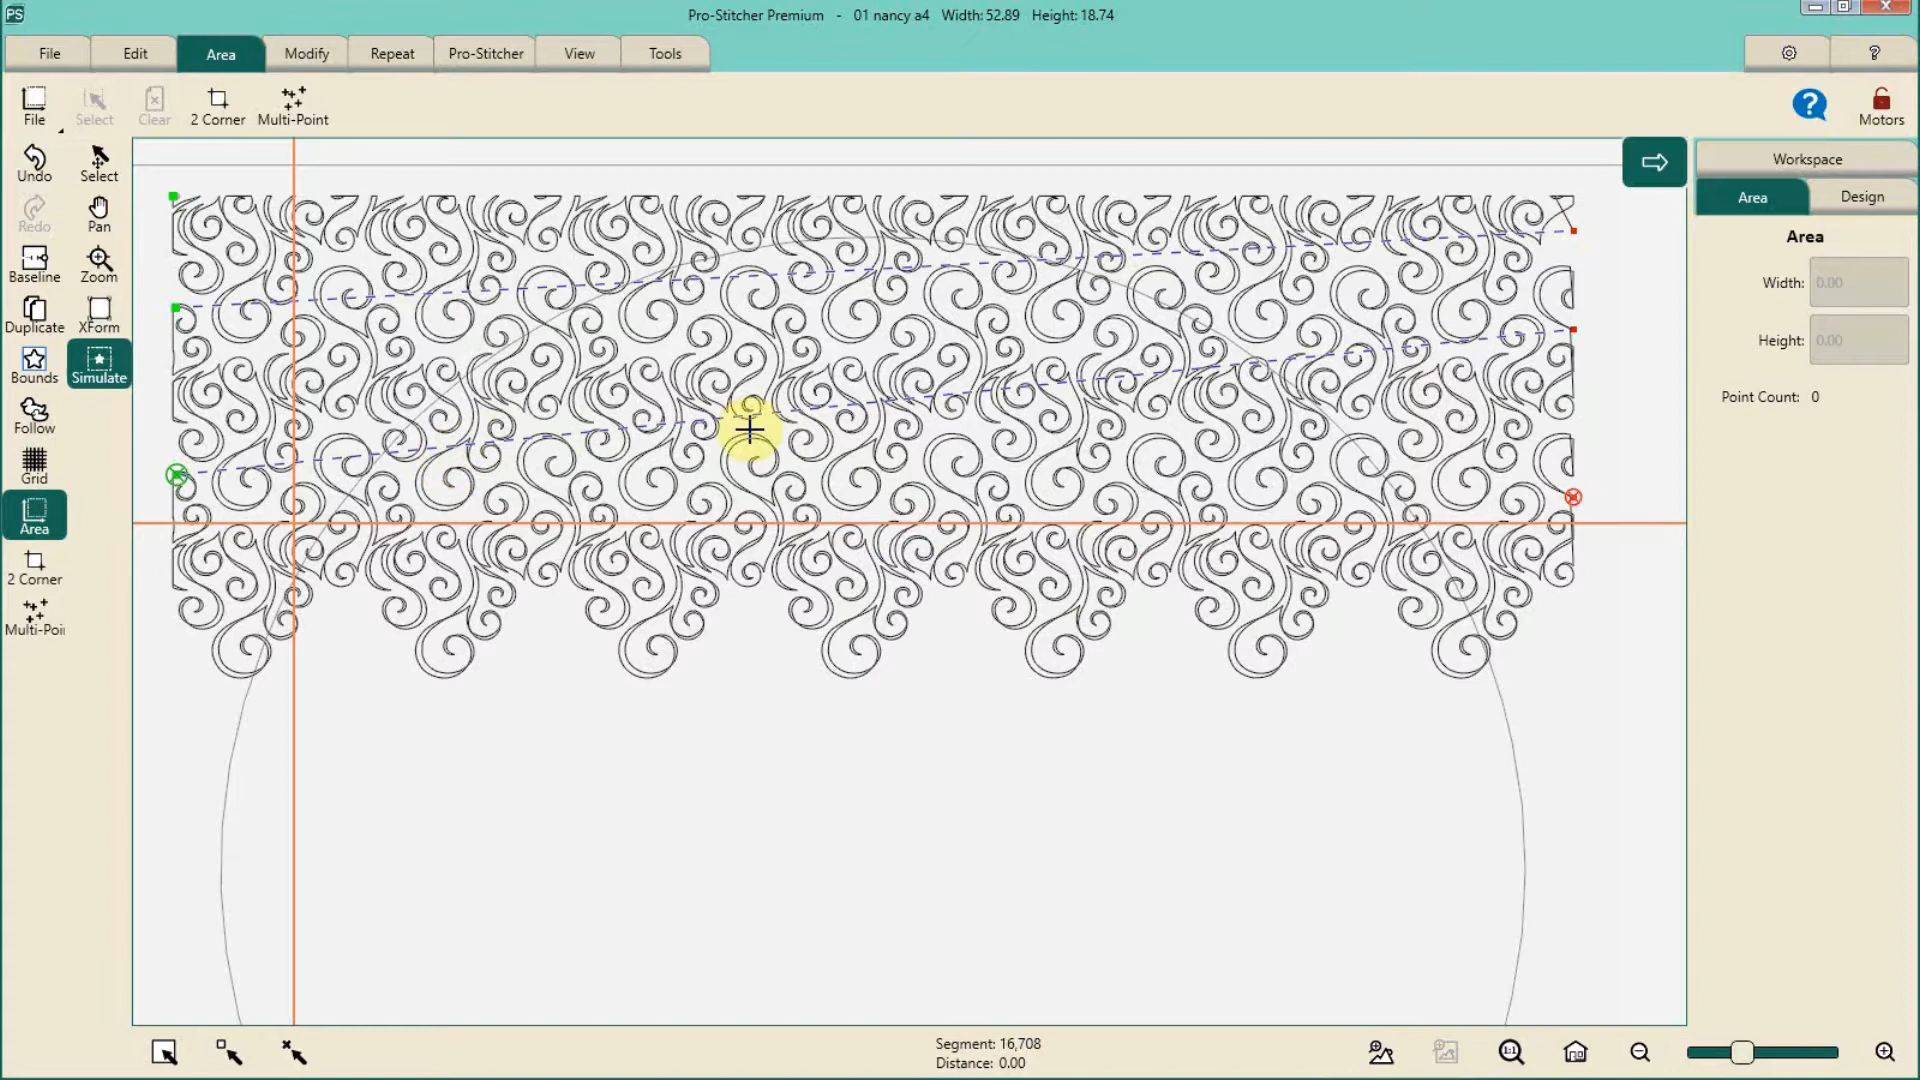 PS
Pro-Stitcher Premium - 01 nancy a4 Width: 52.89 Height: 18.74
File Edit Area Modify Repeat Pro-Stitcher View Tools ?
File Select Clear 2 Corner Multi-Point ? Motors
Undo Select
Redo Pan
Baseline Zoom
Duplicate XForm
Bounds Simulate
Follow
Grid
Area
2 Corner
Multi-Poi
Workspace
Area Design
Area
Width: 0.00
Height: 0.00
Point Count: 0
Segment: 16,708
Distance: 0.00
1:1